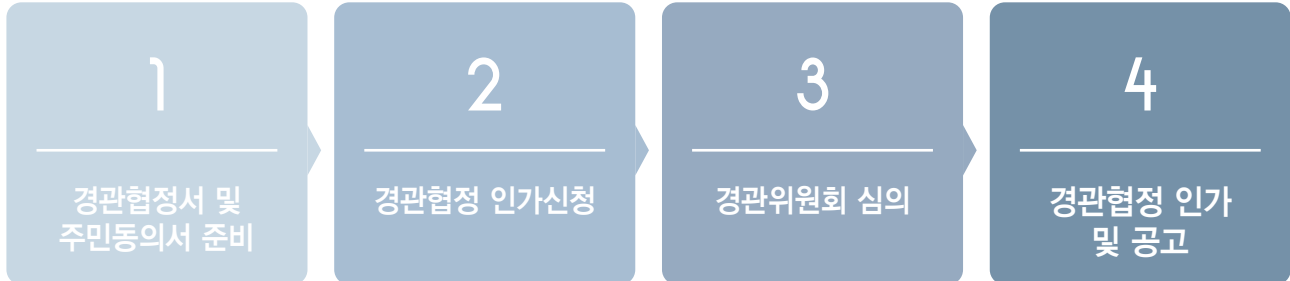 1
경관협정서 및
주민동의서 준비
2
경관협정 인가신청
3
경관위원회 심의
4
경관협정 인가
및 공고